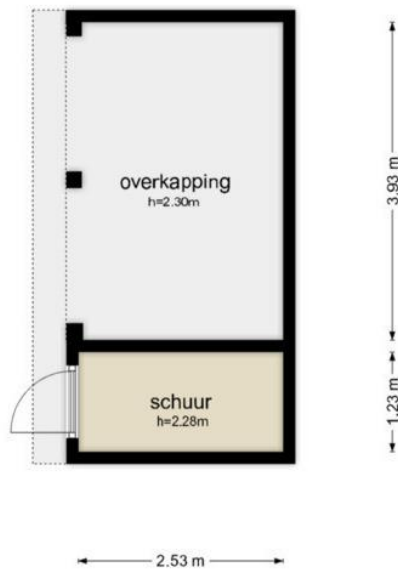 overkapping
h=2.30m
3.93 m
schuur
h=2.28m
1.23 m
2.53 m